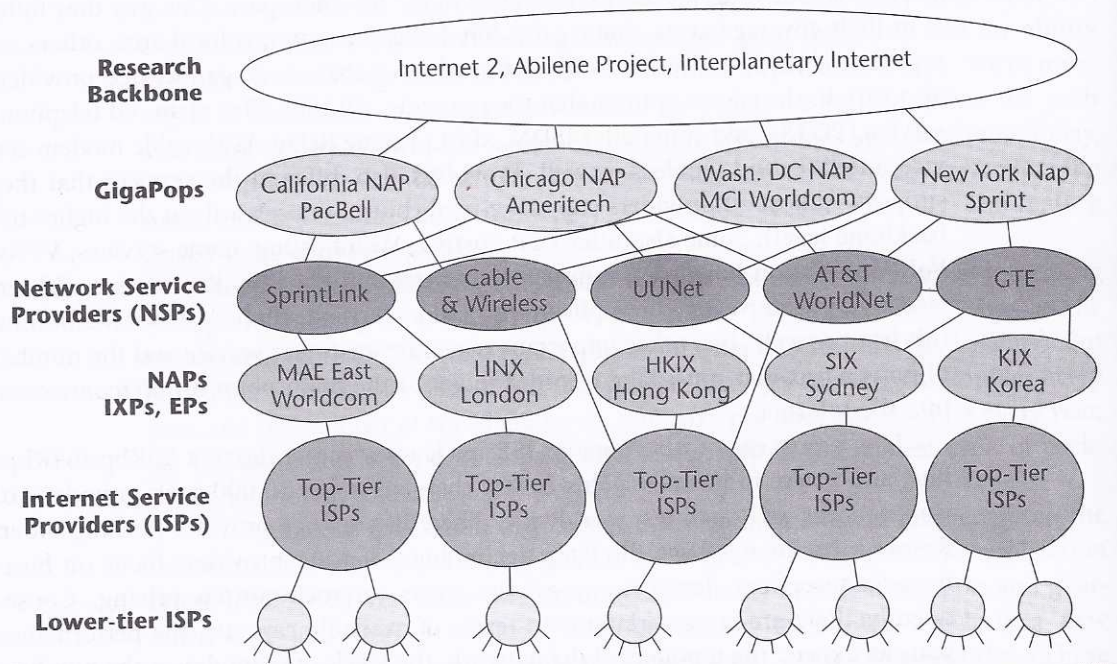 Research
Backbone
Internet 2, Abilene Project, Interplanetary Internet
GigaPops
California NAP
PacBell
Chicago NAP
Ameritech
Wash. DC NAP
MCI Worldcom
New York Nap
Sprint
Network Service
Providers (NSPs)
SprintLink
Cable
& Wireless
UUNet
AT&T
WorldNet
GTE
NAPs
IXPs, EPs
MAE East
Worldcom
LINX
London
HKIX
Hong Kong
SIX
Sydney
KIX
Korea
Internet Service
Providers (ISPs)
Top-Tier
ISPs
Top-Tier
ISPs
Top-Tier
ISPs
Top-Tier
ISPs
Top-Tier
ISPs
Lower-tier ISPs